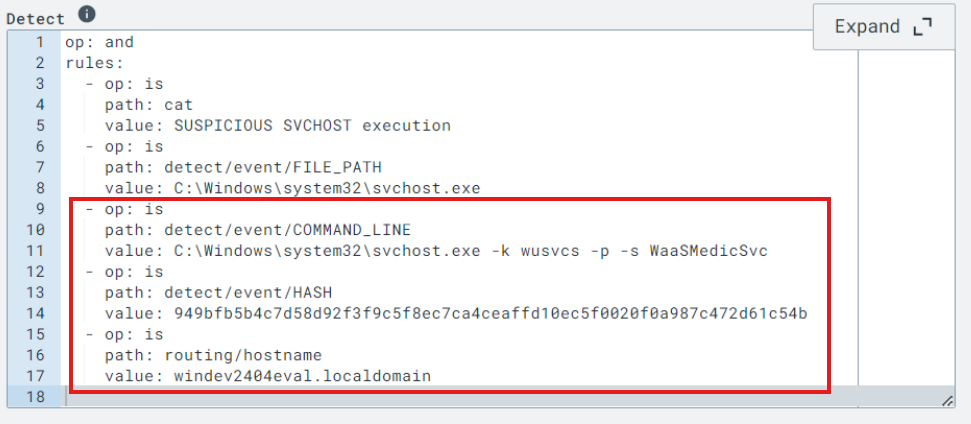 Detect
Expand
1 op: and
2 rules:
3 - op: is
4 path: cat
5 value: SUSPICIOUS SVCHOST execution
6 - op: is
7 path: detect/event/FILE_PATH
8 value: C:\Windows\system32\svchost.exe
9 - op: is
10 path: detect/event/COMMAND_LINE
11 value: C:\Windows\system32\svchost.exe -k wusvcs -p -s WaaSMedicSvc
12 - op: is
13 path: detect/event/HASH
14 value: 949bfb5b4c7d58d92f3f9c5f8ec7ca4ceaffd10ec5f0020f0a987c472d61c54b
15 - op: is
16 path: routing/hostname
17 value: windev2404eval.localdomain
18